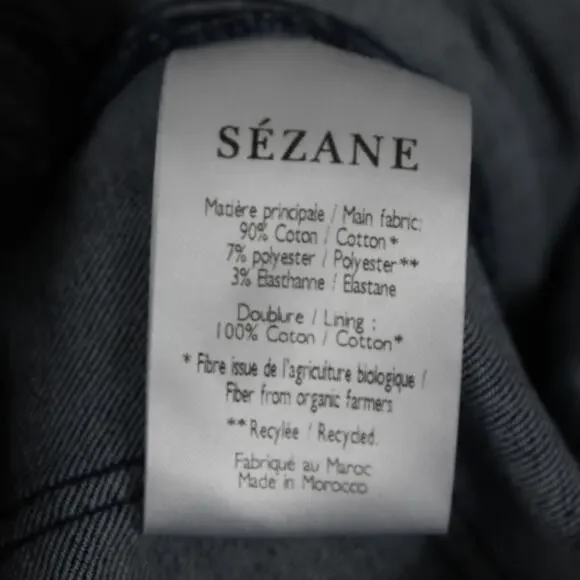 SÉZANE
Matière principale / Main fabric:
90% Coton / Cotton*
7% polyester / Polyester**
3% Elasthanne / Elastane
Doublure / Lining :
100% Coton / Cotton*
* Fibre issue de l'agriculture biologique /
Fiber from organic farmers
**Recylée / Recycled.
Fabriqué au Maroc
Made in Morocco